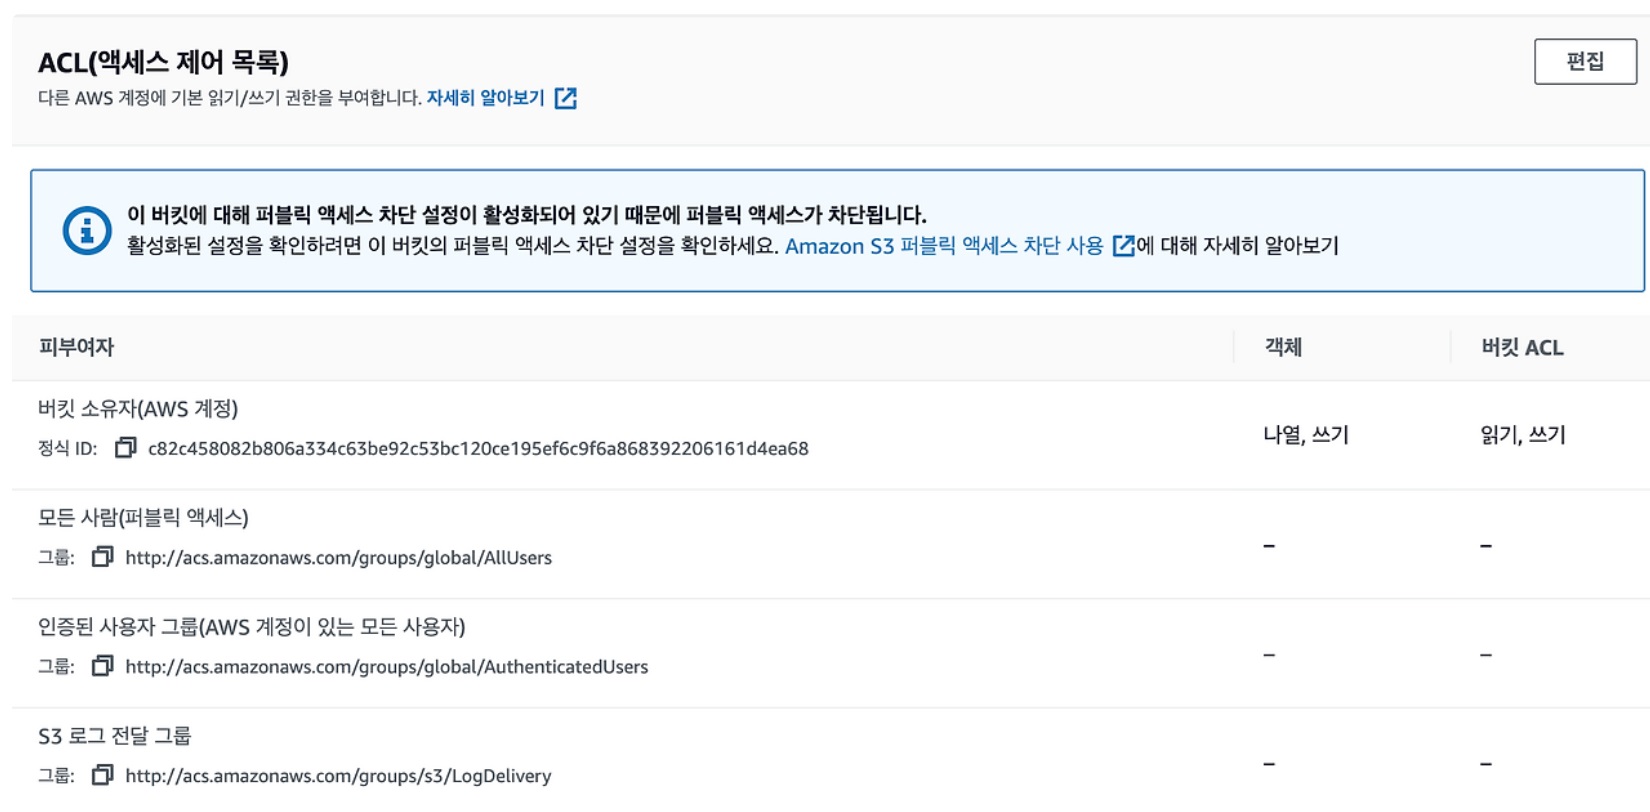 ACL(액세스 제어 목록)
편집
다른 AWS 계정에 기본 읽기/쓰기 권한을 부여합니다. 자세히 알아보기
이 버킷에 대해 퍼블릭 액세스 차단 설정이 활성화되어 있기 때문에 퍼블릭 액세스가 차단됩니다.
활성화된 설정을 확인하려면 이 버킷의 퍼블릭 액세스 차단 설정을 확인하세요. Amazon S3 퍼블릭 액세스 차단 사용 에 대해 자세히 알아보기
피부여자 객체 버킷 ACL
버킷 소유자(AWS 계정)
정식 ID: c82c458082b806a334c63be92c53bc120ce195ef6c9f6a868392206161d4ea68
나열, 쓰기 읽기, 쓰기
모든 사람(퍼블릭 액세스)
그룹: http://acs.amazonaws.com/groups/global/AllUsers
– –
인증된 사용자 그룹(AWS 계정이 있는 모든 사용자)
그룹: http://acs.amazonaws.com/groups/global/AuthenticatedUsers
– –
S3 로그 전달 그룹
그룹: http://acs.amazonaws.com/groups/s3/LogDelivery
– –